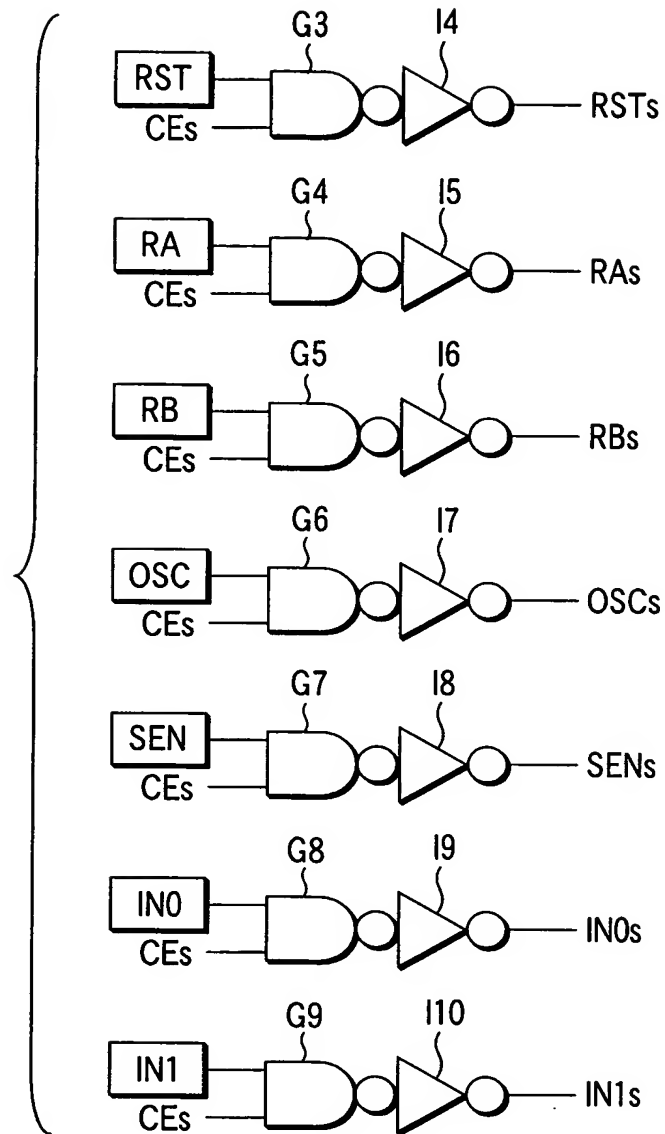 G3 I4
RST
CEs
RSTs
G4 I5
RA
CEs
RAs
G5 I6
RB
CEs
RBs
G6 I7
OSC
CEs
OSCs
G7 I8
SEN
CEs
SENs
G8 I9
IN0
CEs
IN0s
G9 I10
IN1
CEs
IN1s